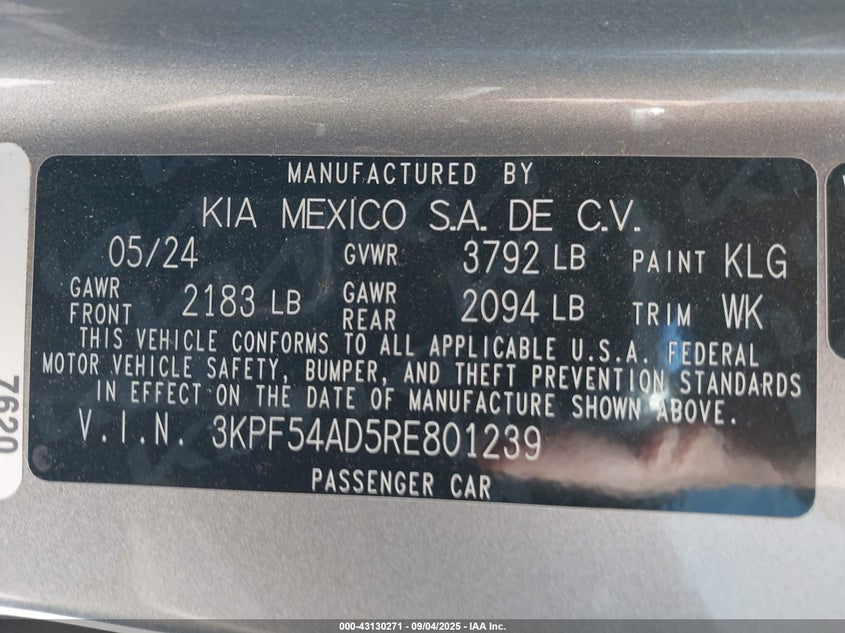 MANUFACTURED BY
KIA MEXICO S.A. DE C.V.
05/24 GVWR 3792 LB PAINT KLG
GAWR FRONT 2183 LB GAWR REAR 2094 LB TRIM WK
THIS VEHICLE CONFORMS TO ALL APPLICABLE U.S.A. FEDERAL
MOTOR VEHICLE SAFETY, BUMPER, AND THEFT PREVENTION STANDARDS
IN EFFECT ON THE DATE OF MANUFACTURE SHOWN ABOVE.
V.I.N. 3KPF54AD5RE801239
PASSENGER CAR
7620
000-43130271 - 09/04/2025 - IAA Inc.